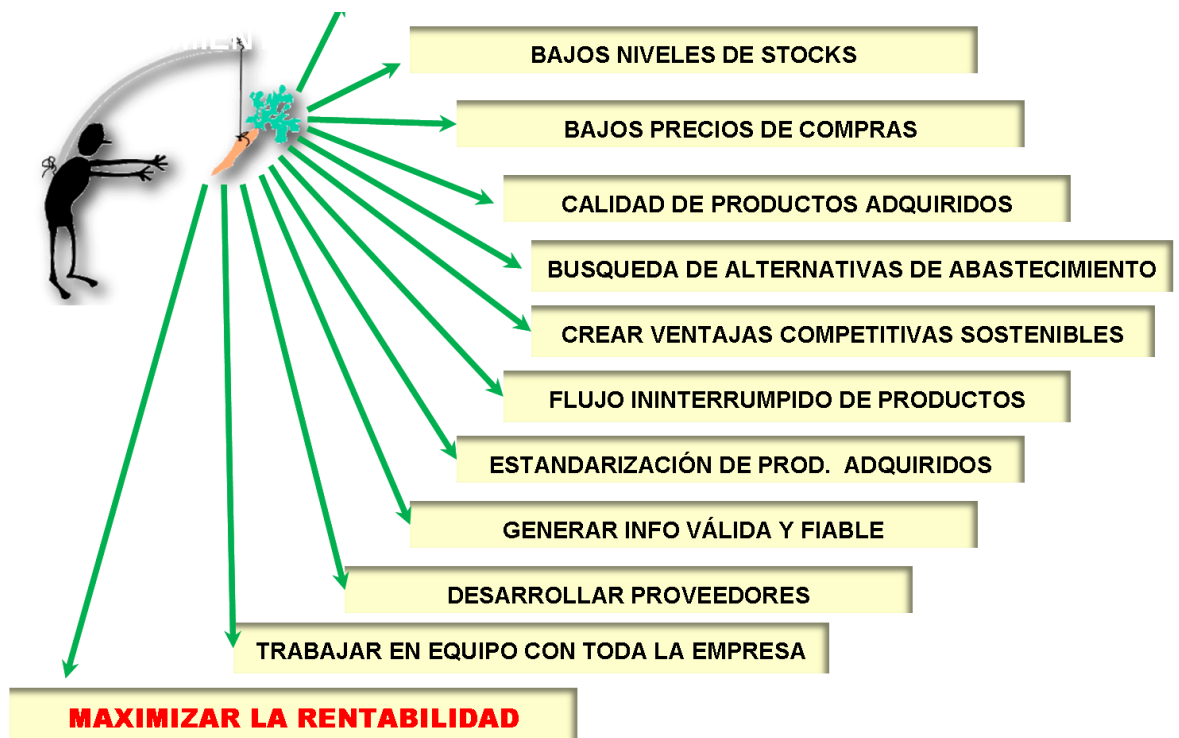 BAJOS NIVELES DE STOCKS
BAJOS PRECIOS DE COMPRAS
CALIDAD DE PRODUCTOS ADQUIRIDOS
BUSQUEDA DE ALTERNATIVAS DE ABASTECIMIENTO
CREAR VENTAJAS COMPETITIVAS SOSTENIBLES
FLUJO ININTERRUMPIDO DE PRODUCTOS
ESTANDARIZACIÓN DE PROD. ADQUIRIDOS
GENERAR INFO VÁLIDA Y FIABLE
DESARROLLAR PROVEEDORES
TRABAJAR EN EQUIPO CON TODA LA EMPRESA
MAXIMIZAR LA RENTABILIDAD